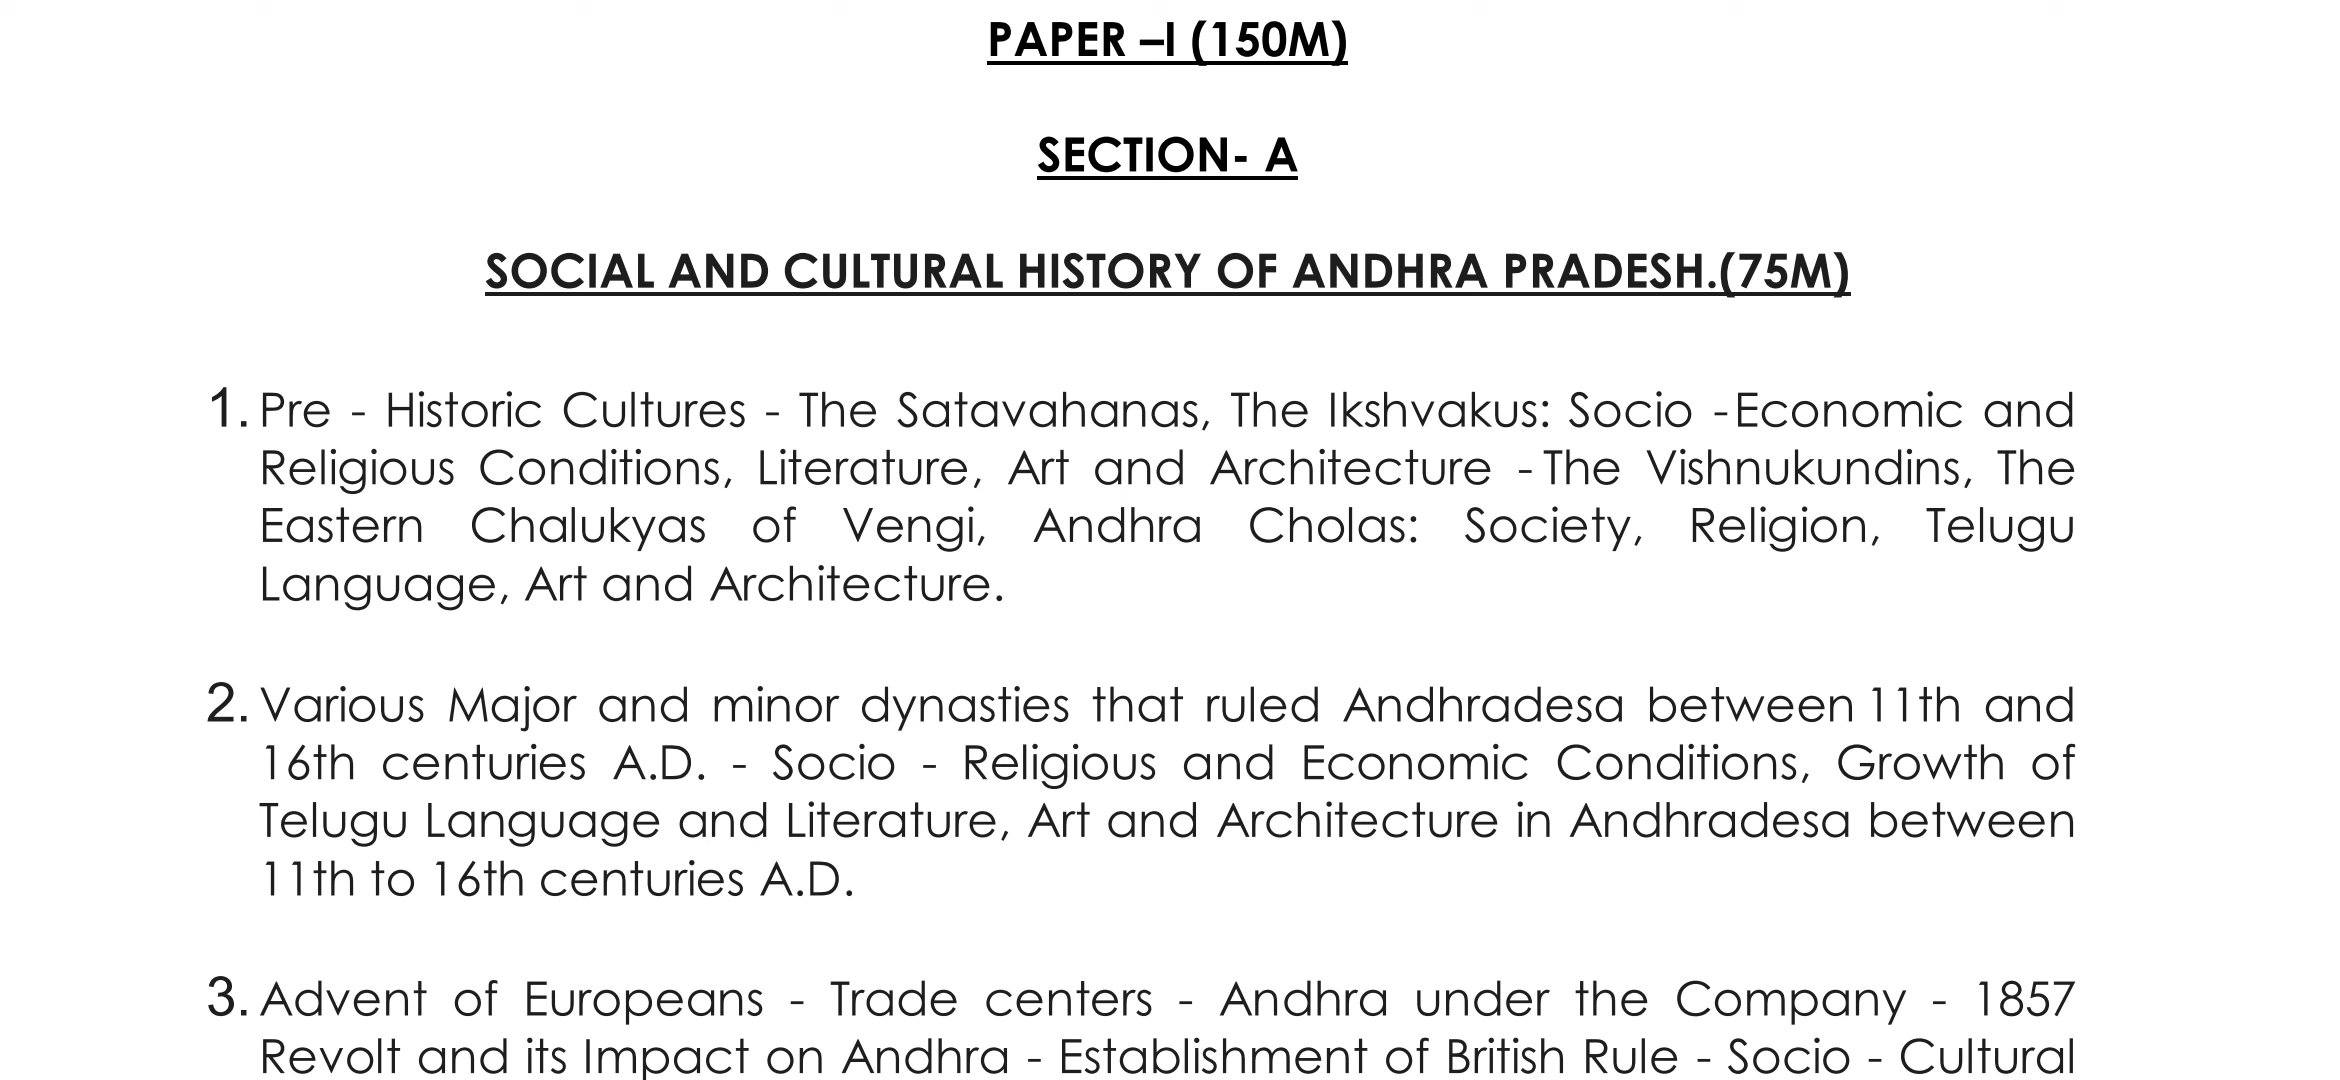 PAPER –I (150M)
SECTION- A
SOCIAL AND CULTURAL HISTORY OF ANDHRA PRADESH.(75M)
1. Pre - Historic Cultures - The Satavahanas, The Ikshvakus: Socio -Economic and
Religious Conditions, Literature, Art and Architecture -The Vishnukundins, The
Eastern Chalukyas of Vengi, Andhra Cholas: Society, Religion, Telugu
Language, Art and Architecture.
2. Various Major and minor dynasties that ruled Andhradesa between 11th and
16th centuries A.D. - Socio - Religious and Economic Conditions, Growth of
Telugu Language and Literature, Art and Architecture in Andhradesa between
11th to 16th centuries A.D.
3. Advent of Europeans - Trade centers - Andhra under the Company - 1857
Revolt and its Impact on Andhra - Establishment of British Rule - Socio - Cultural